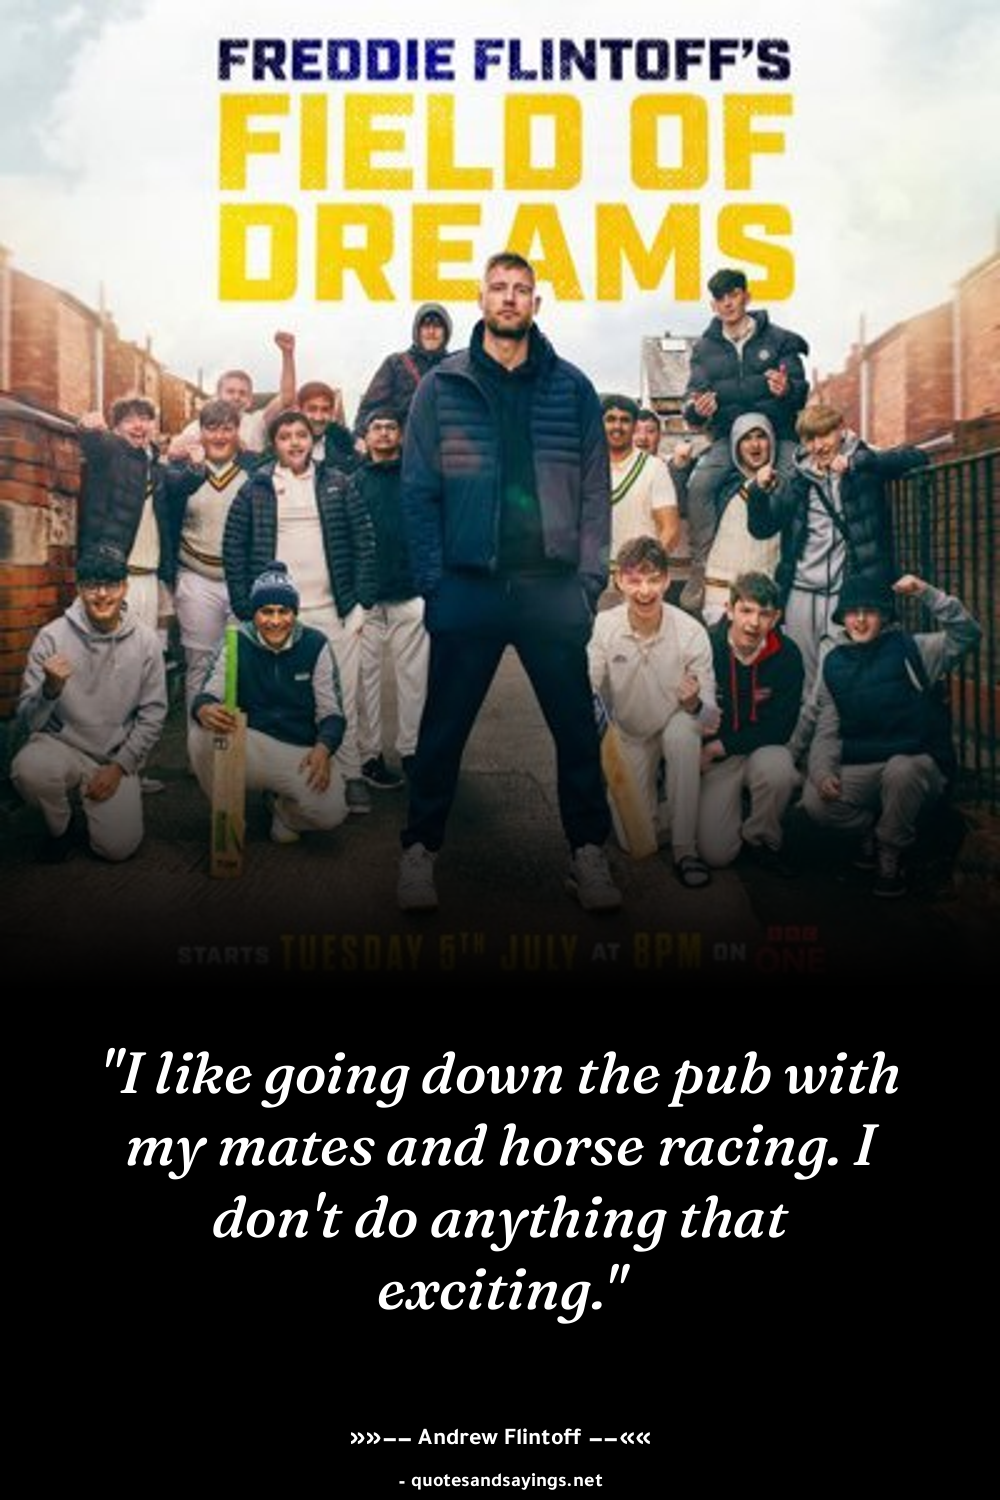 FREDDIE FLINTOFF'S
FIELD OF
DREAMS
STARTS TUESDAY 5TH JULY AT 8PM ON BBC ONE
"I like going down the pub with
my mates and horse racing. I
don't do anything that
exciting."
»»–– Andrew Flintoff ––««
- quotesandsayings.net